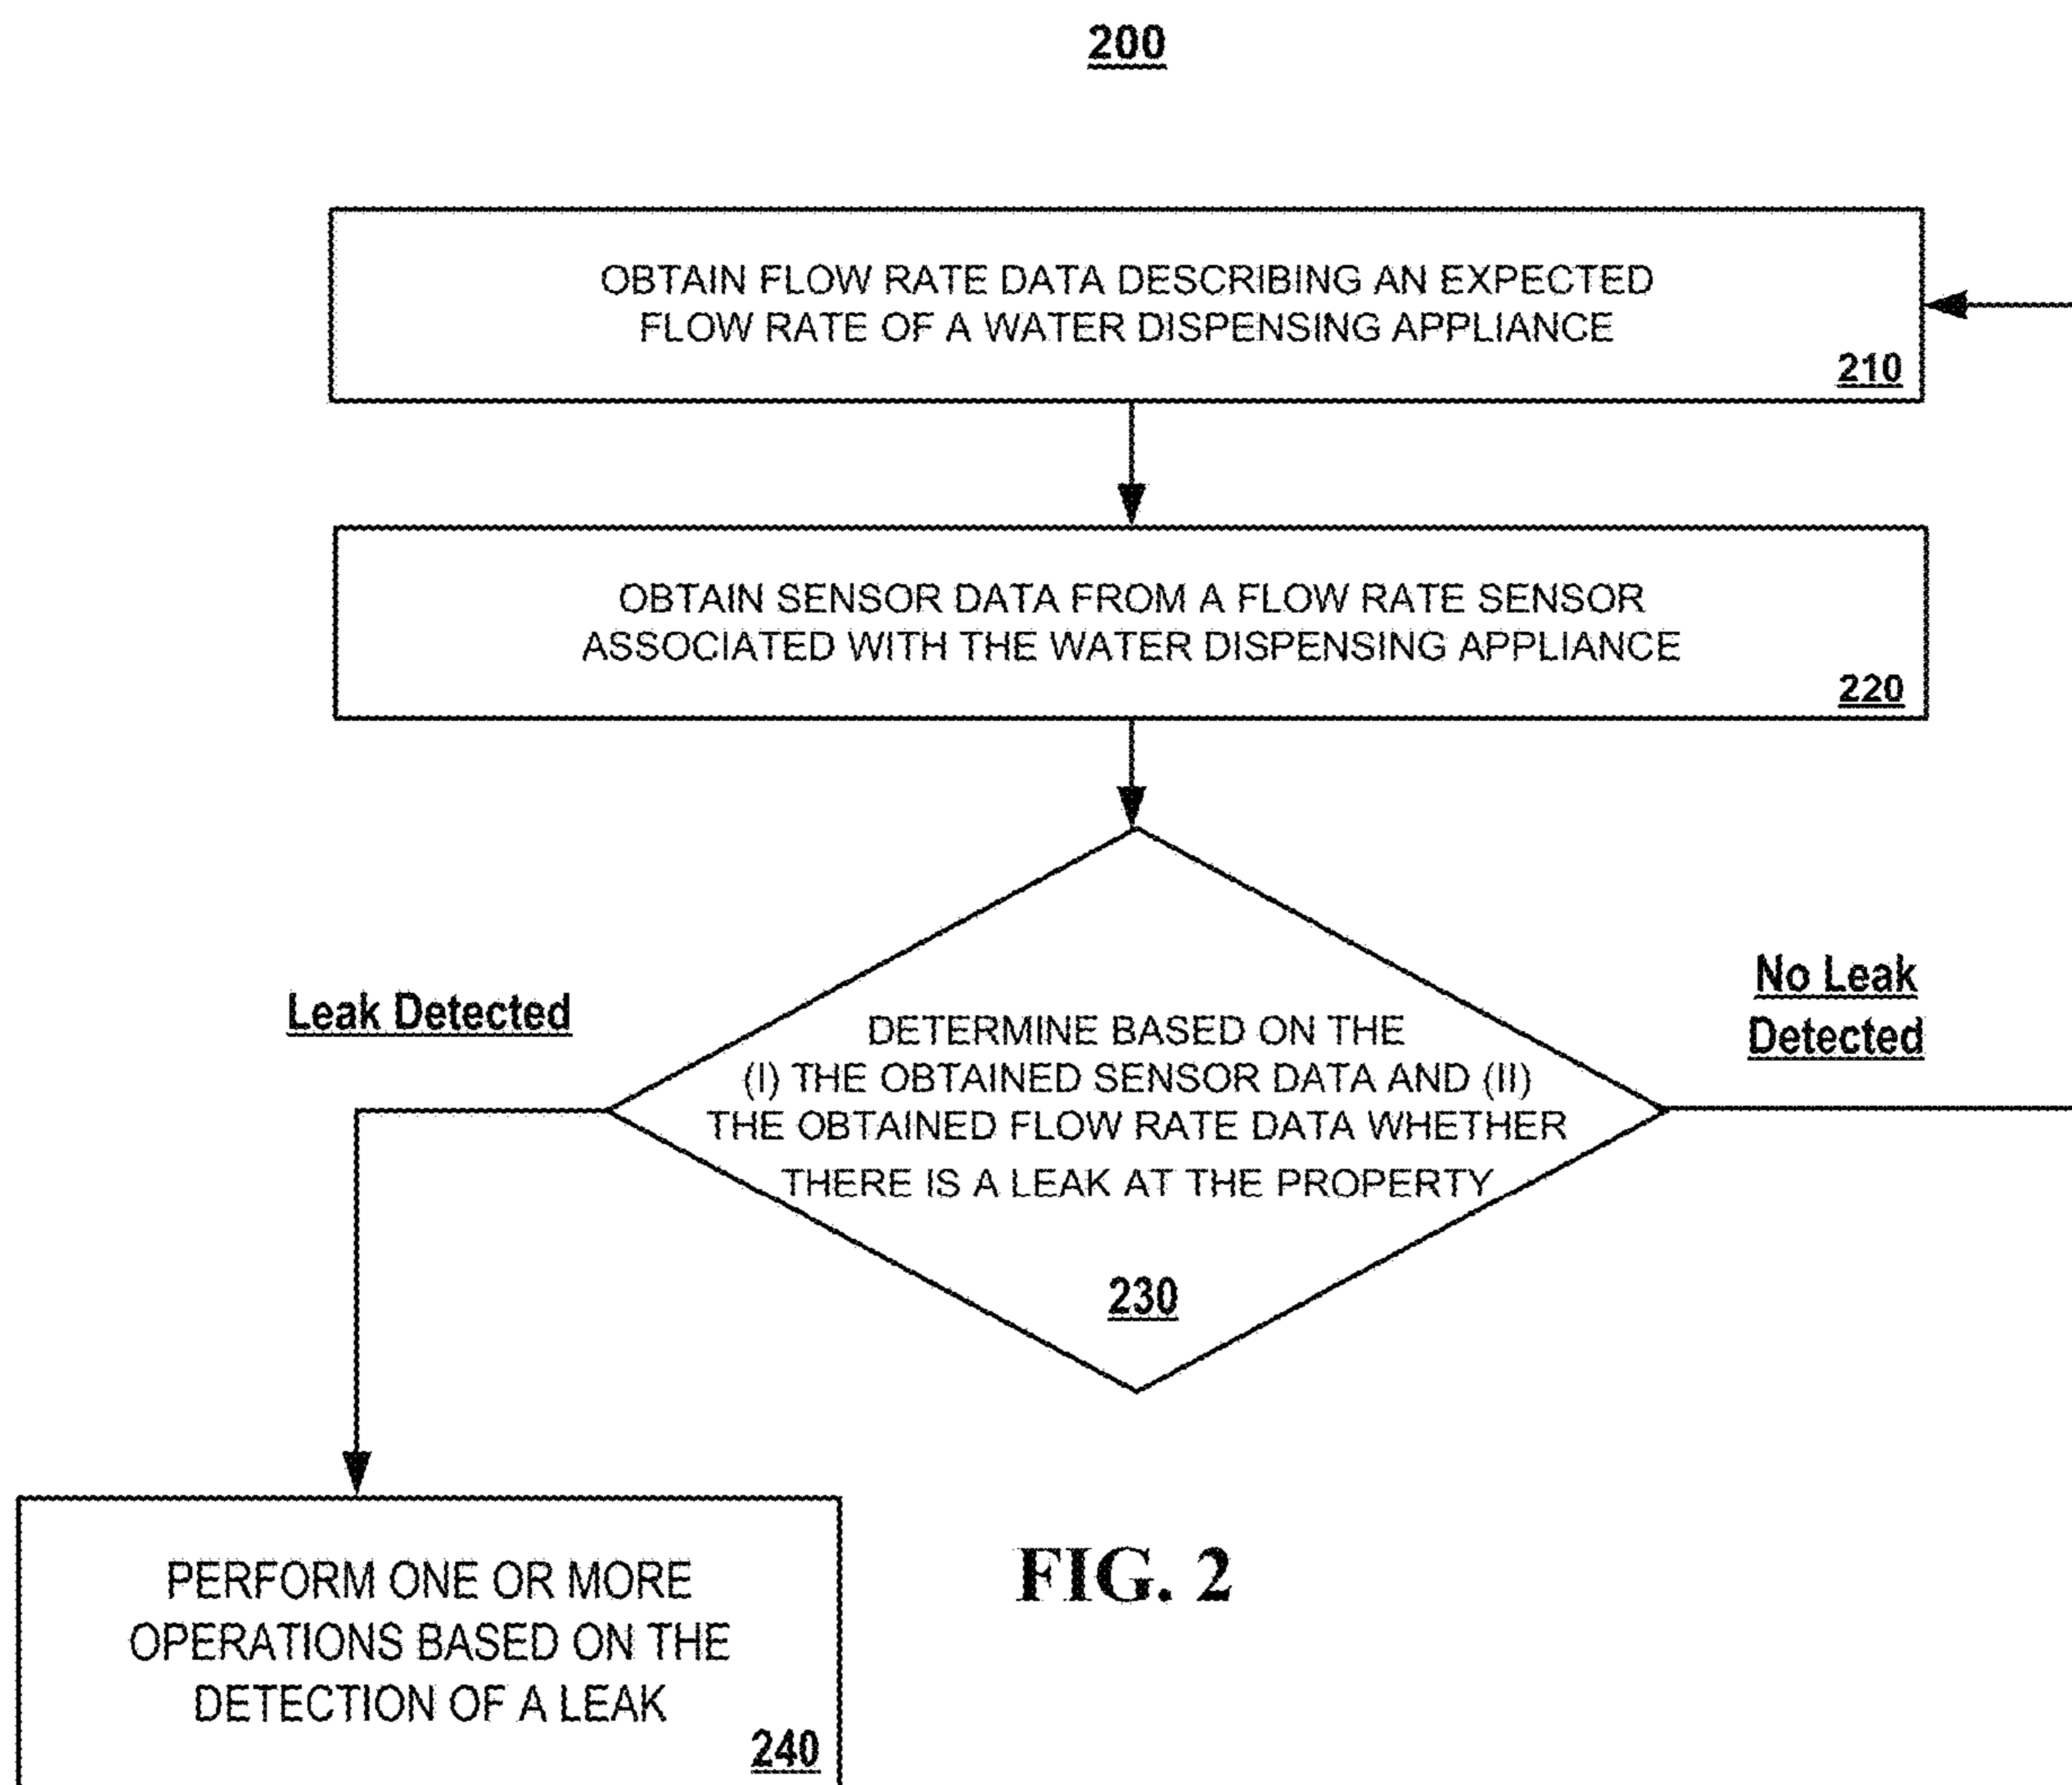 200
OBTAIN FLOW RATE DATA DESCRIBING AN EXPECTED
FLOW RATE OF A WATER DISPENSING APPLIANCE
210
OBTAIN SENSOR DATA FROM A FLOW RATE SENSOR
ASSOCIATED WITH THE WATER DISPENSING APPLIANCE
220
Leak Detected
No Leak
Detected
DETERMINE BASED ON THE
(I) THE OBTAINED SENSOR DATA AND (II)
THE OBTAINED FLOW RATE DATA WHETHER
THERE IS A LEAK AT THE PROPERTY
230
PERFORM ONE OR MORE
OPERATIONS BASED ON THE
DETECTION OF A LEAK
240
FIG. 2